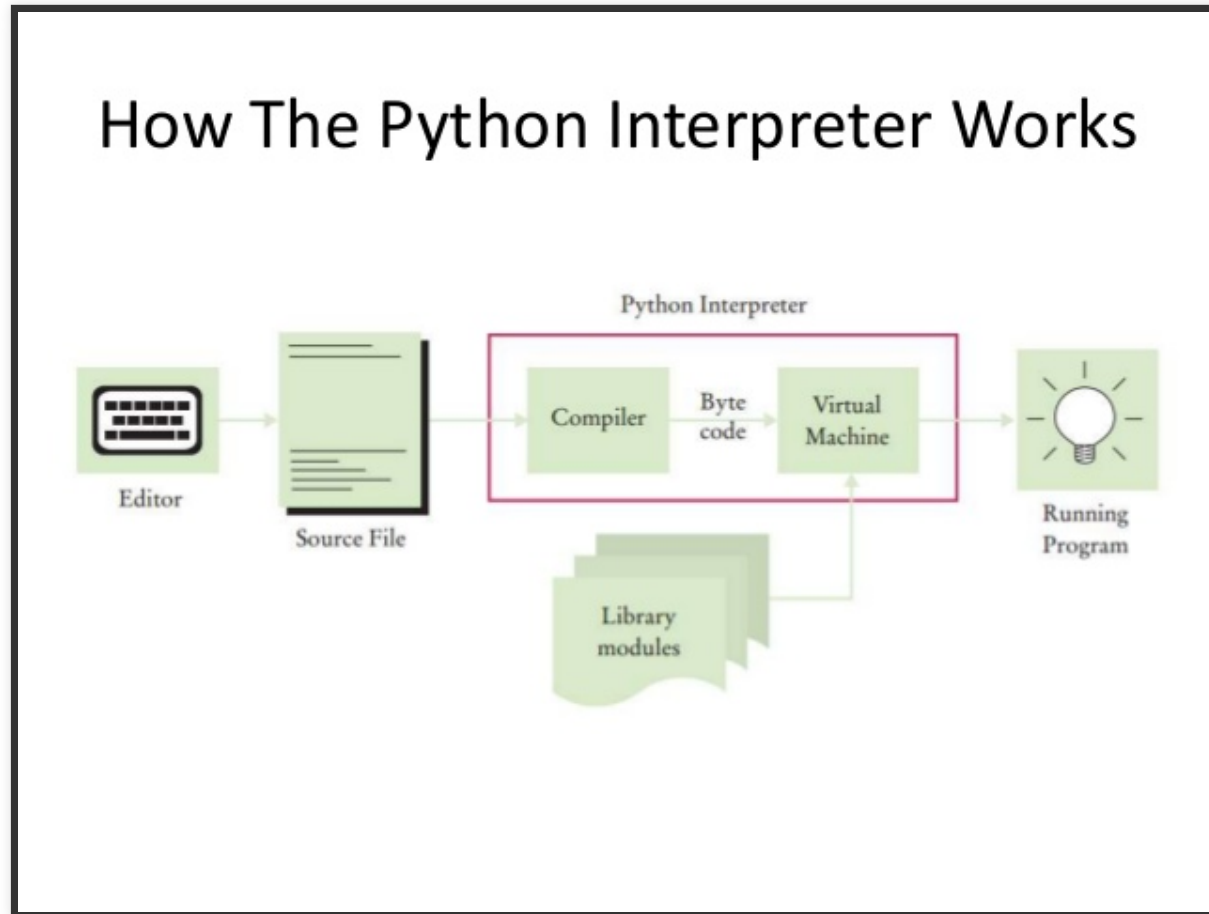 How The Python Interpreter Works
Python Interpreter
Editor
Source File
Compiler
Byte
code
Virtual
Machine
Running
Program
Library
modules